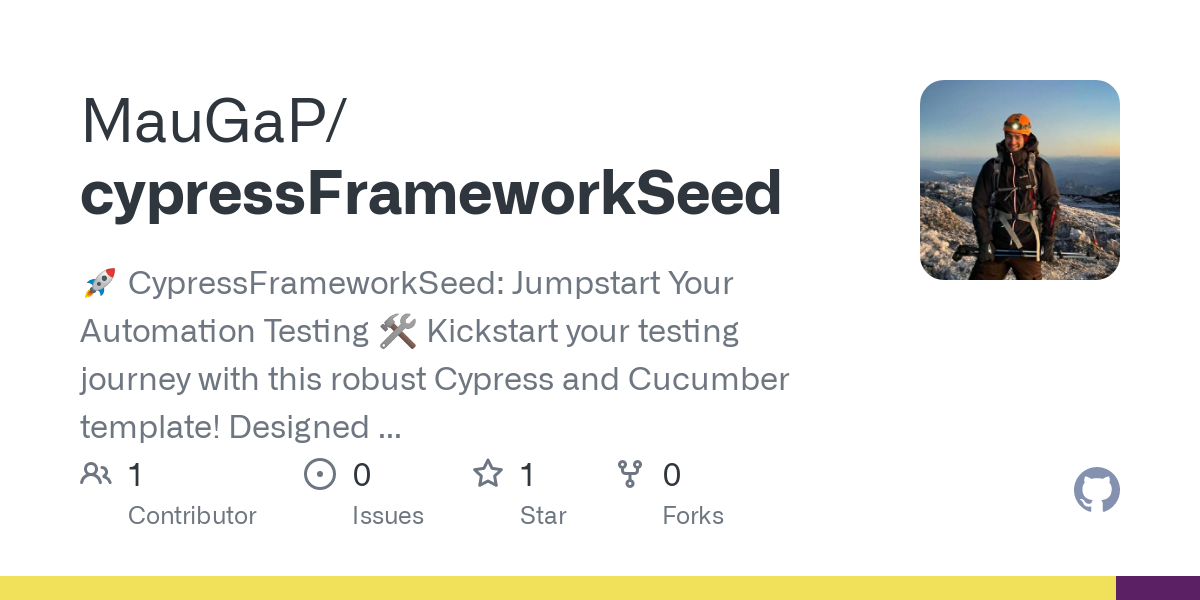 MauGaP/
cypressFrameworkSeed
🚀 CypressFrameworkSeed: Jumpstart Your
Automation Testing 🛠️ Kickstart your testing
journey with this robust Cypress and Cucumber
template! Designed ...
1 0 1 0
Contributor Issues Star Forks